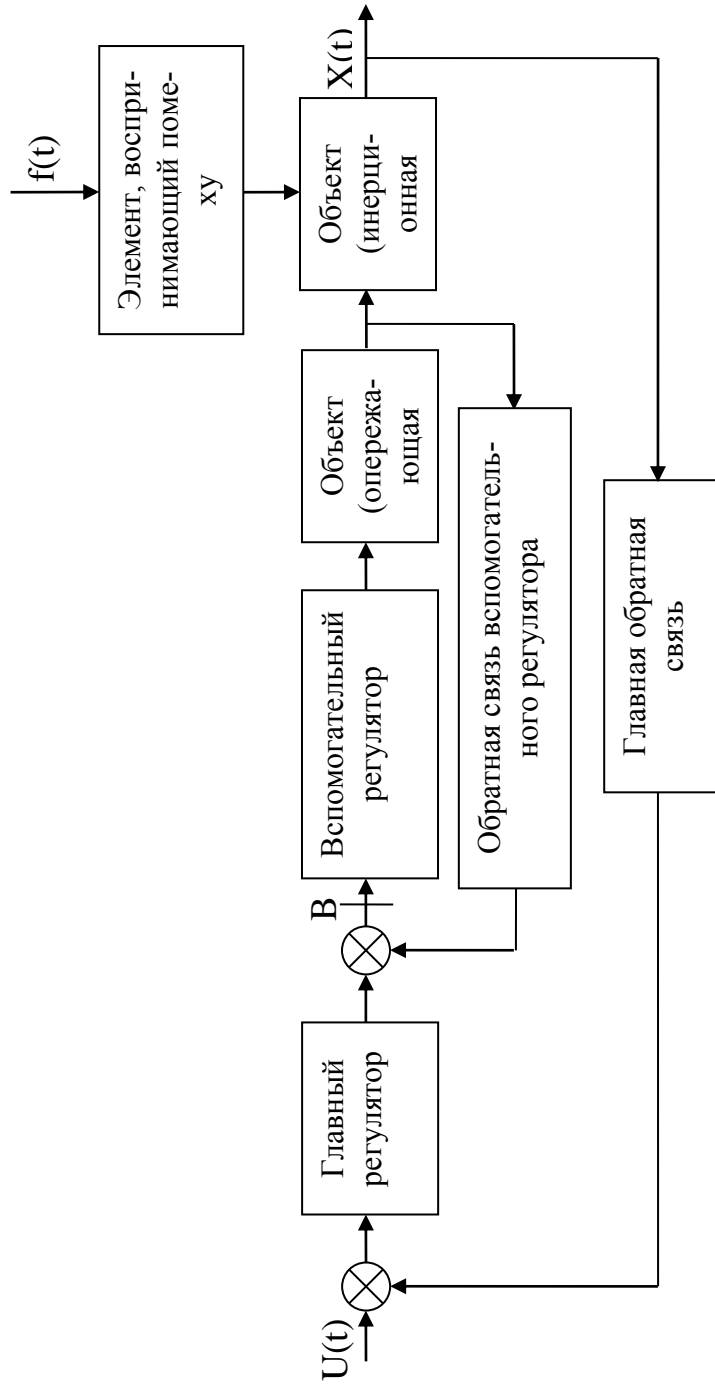 f(t)
Элемент, воспри-
нимающий поме-
ху
U(t)
Главный
регулятор
В
Вспомогательный
регулятор
Объект
(опережа-
ющая
Объект
(инерци-
онная
X(t)
Обратная связь вспомогатель-
ного регулятора
Главная обратная
связь